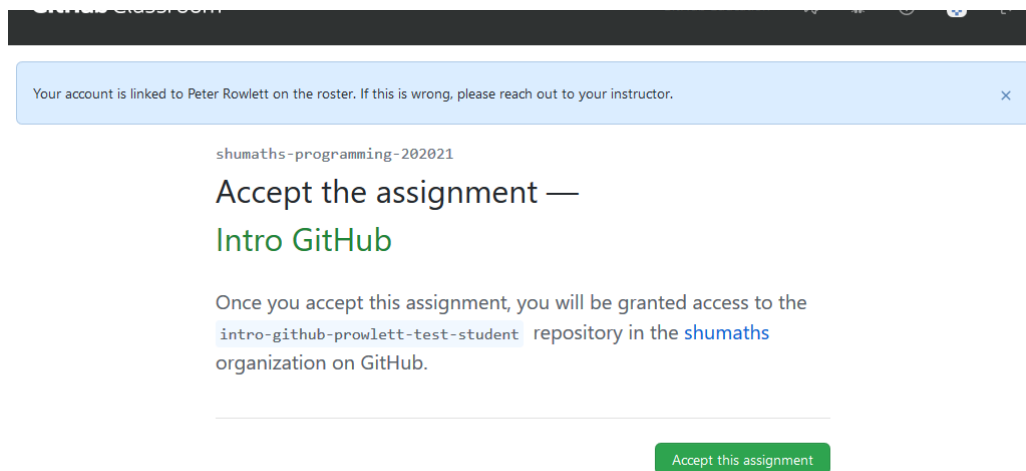 GitHub Classroom
Your account is linked to Peter Rowlett on the roster. If this is wrong, please reach out to your instructor.
×
shumaths-programming-202021
Accept the assignment —
Intro GitHub
Once you accept this assignment, you will be granted access to the
intro-github-prowlett-test-student repository in the shumaths
organization on GitHub.
Accept this assignment